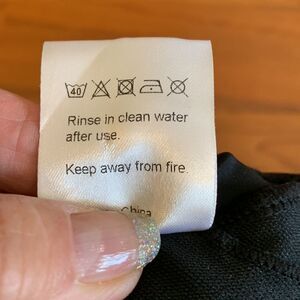 40
Rinse in clean water
after use.
Keep away from fire.
China